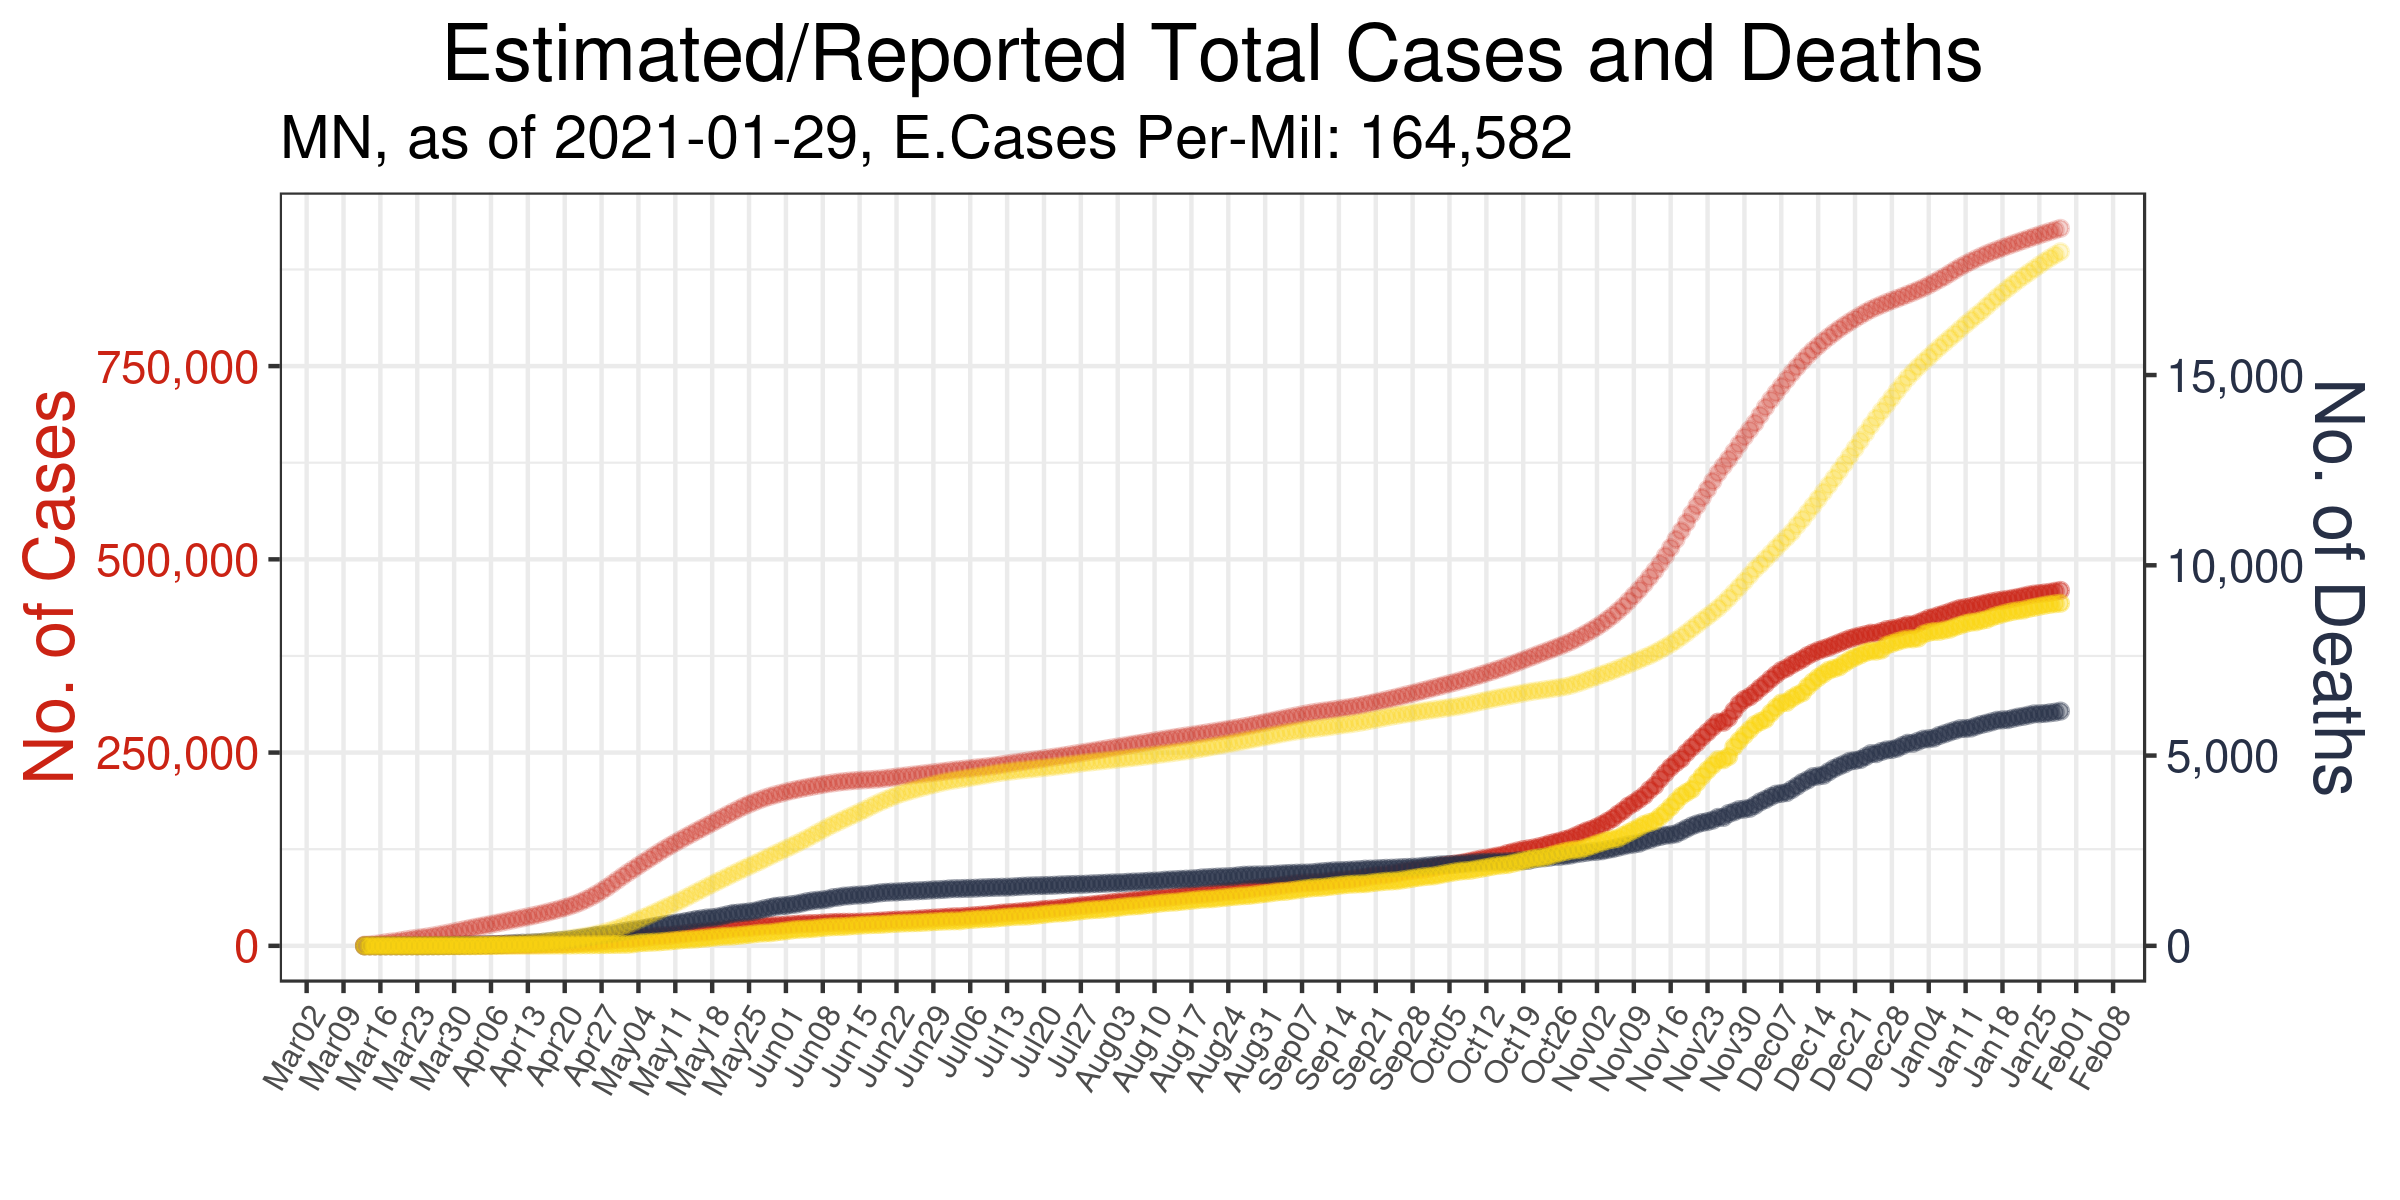 Estimated/Reported Total Cases and Deaths
MN, as of 2021-01-29, E.Cases Per-Mil: 164,582
No. of Cases
750,000
500,000
250,000
0
15,000
10,000
5,000
0
No. of Deaths
Mar02
Mar09
Mar16
Mar23
Mar30
Apr06
Apr13
Apr20
Apr27
May04
May11
May18
May25
Jun01
Jun08
Jun15
Jun22
Jun29
Jul06
Jul13
Jul20
Jul27
Aug03
Aug10
Aug17
Aug24
Aug31
Sep07
Sep14
Sep21
Sep28
Oct05
Oct12
Oct19
Oct26
Nov02
Nov09
Nov16
Nov23
Nov30
Dec07
Dec14
Dec21
Dec28
Jan04
Jan11
Jan18
Jan25
Feb01
Feb08